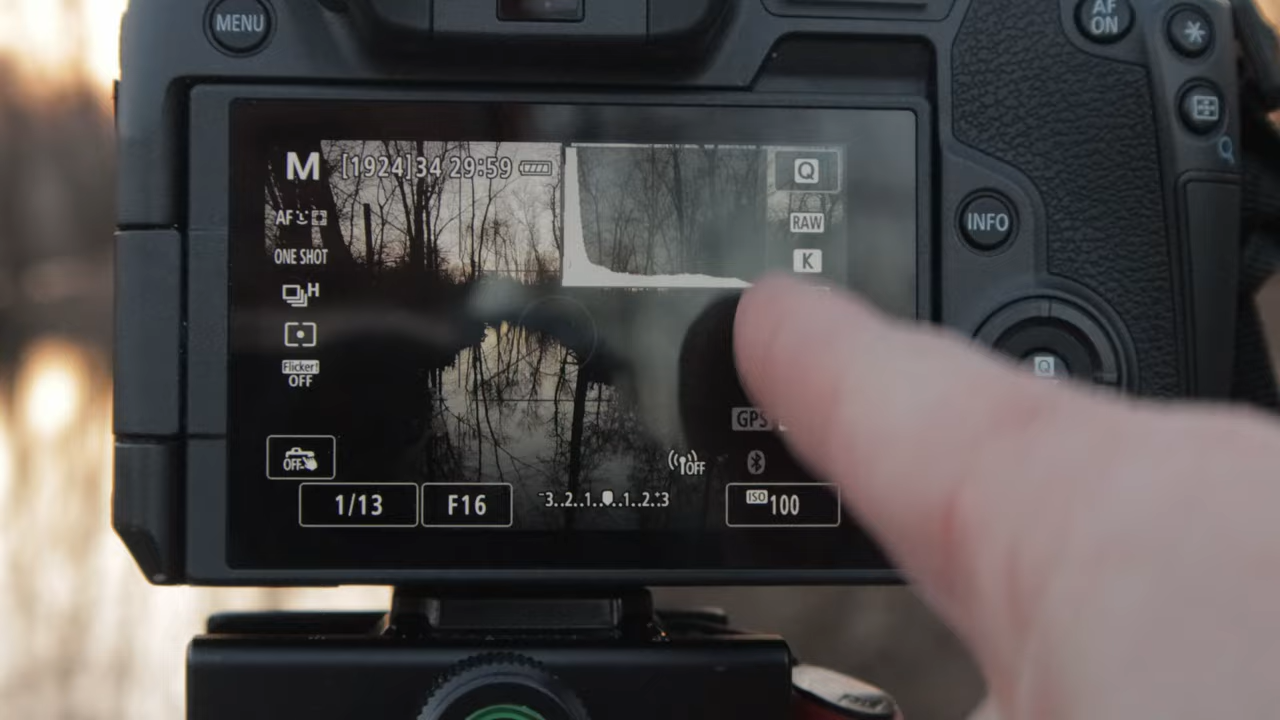 MENU
AF
ON
M [1924]34 29:59
Q
AF
RAW
INFO
ONE SHOT
K
H
Flicker!
OFF
Q
GPS
OFF
OFF
1/13 F16 -3..2..1..0..1..2..+3 ISO 100